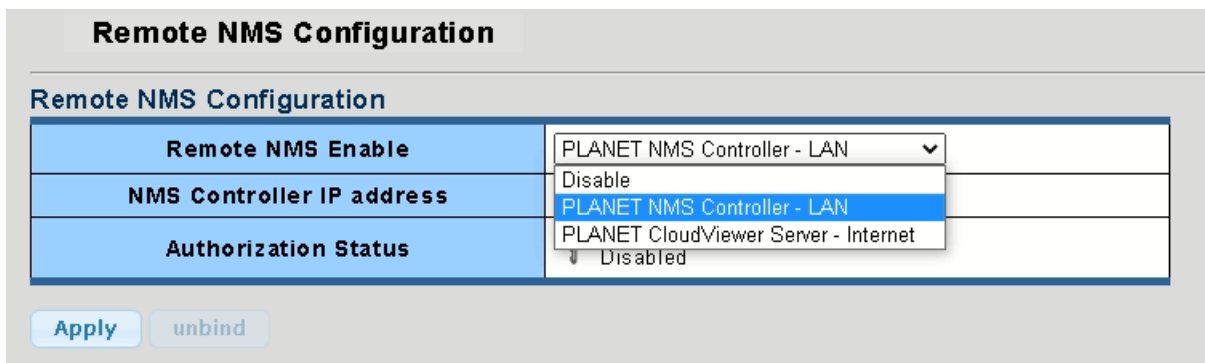 Remote NMS Configuration
Remote NMS Configuration
Remote NMS Enable
PLANET NMS Controller - LAN
Disable
NMS Controller IP address
PLANET NMS Controller - LAN
PLANET CloudViewer Server - Internet
Authorization Status
Disabled
Apply
unbind